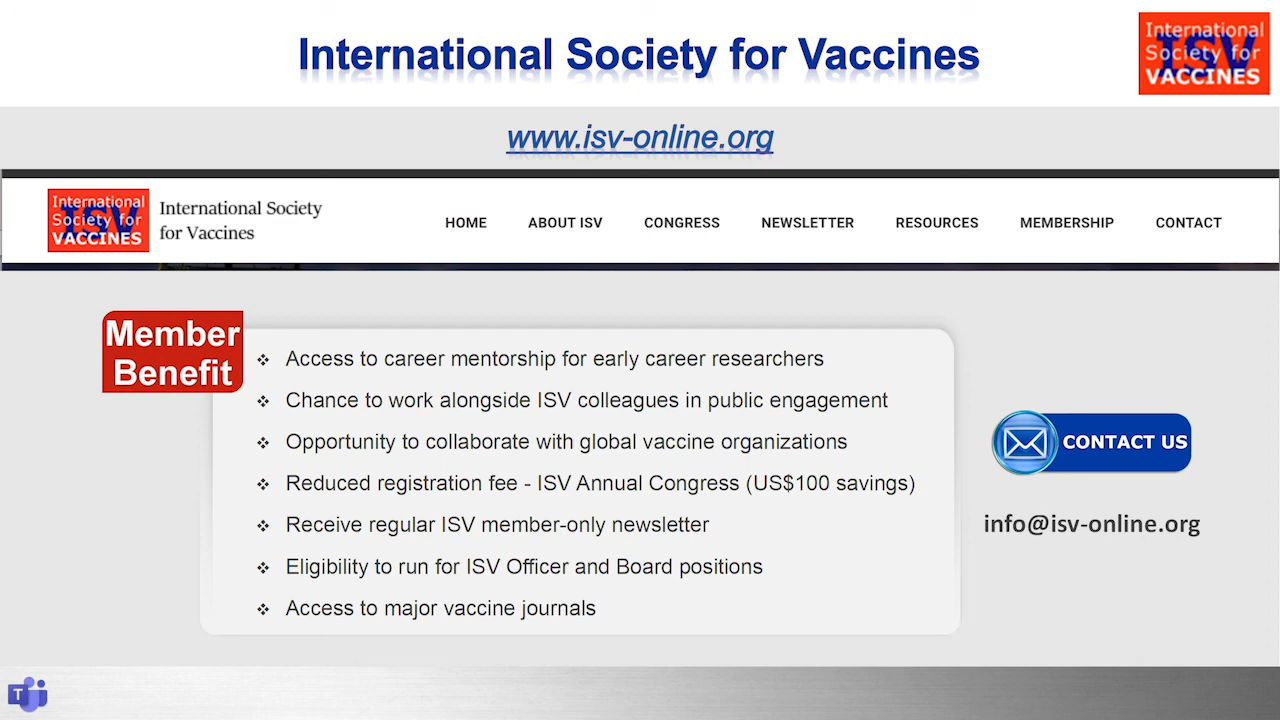 International Society for Vaccines
International
Society for
VACCINES
ISV
www.isv-online.org
International
Society for
VACCINES
ISV
International Society
for Vaccines
HOME
ABOUT ISV
CONGRESS
NEWSLETTER
RESOURCES
MEMBERSHIP
CONTACT
Member
Benefit
❖ Access to career mentorship for early career researchers
❖ Chance to work alongside ISV colleagues in public engagement
❖ Opportunity to collaborate with global vaccine organizations
❖ Reduced registration fee - ISV Annual Congress (US$100 savings)
❖ Receive regular ISV member-only newsletter
❖ Eligibility to run for ISV Officer and Board positions
❖ Access to major vaccine journals
CONTACT US
info@isv-online.org
T